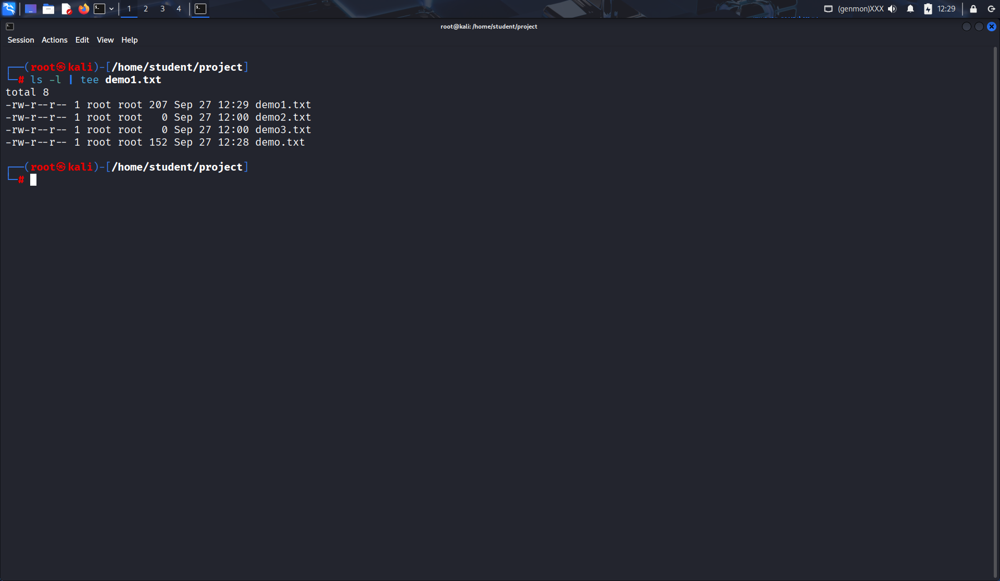 1 2 3 4 (genmon)XXX 12:29
root@kali: /home/student/project
Session Actions Edit View Help
┌──(root㉿kali)-[/home/student/project]
└─# ls -l | tee demo1.txt
total 8
-rw-r--r-- 1 root root 207 Sep 27 12:29 demo1.txt
-rw-r--r-- 1 root root   0 Sep 27 12:00 demo2.txt
-rw-r--r-- 1 root root   0 Sep 27 12:00 demo3.txt
-rw-r--r-- 1 root root 152 Sep 27 12:28 demo.txt
┌──(root㉿kali)-[/home/student/project]
└─#